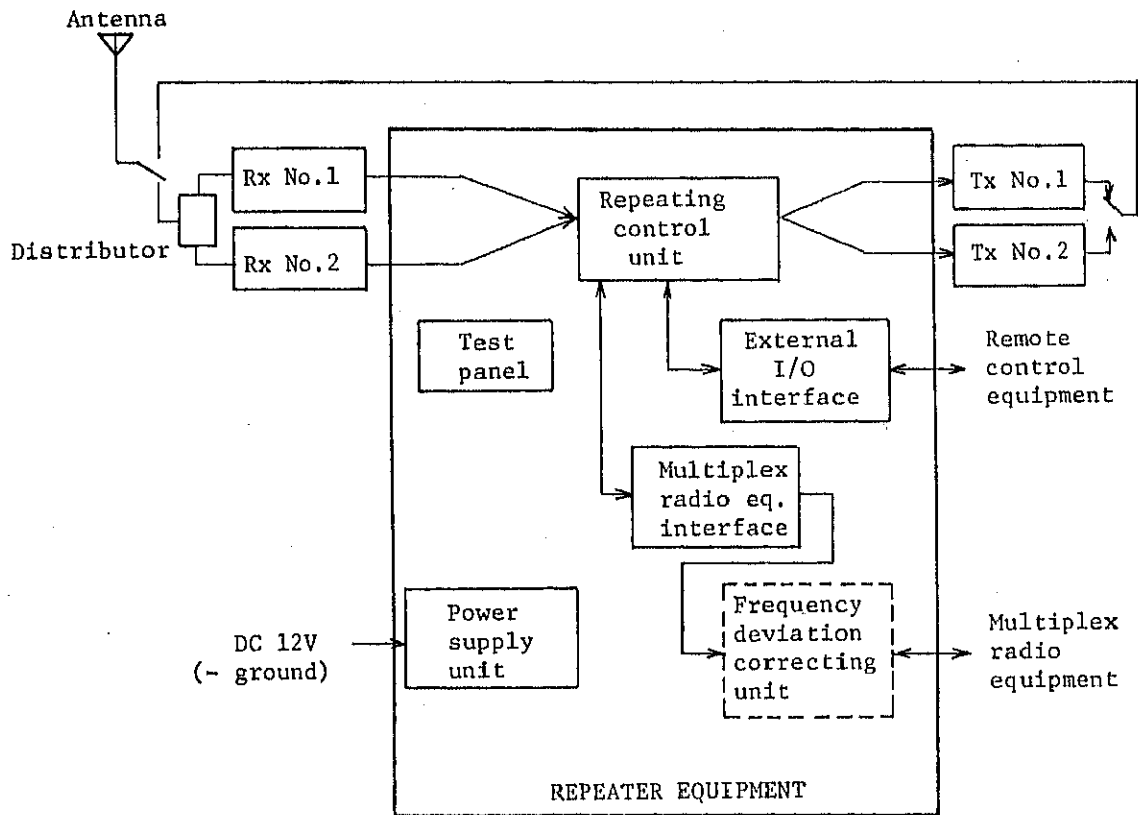 Antenna
Rx No.1
Distributor
Rx No.2
Repeating
control
unit
Tx No.1
Tx No.2
Test
panel
External
I/O
interface
Remote
control
equipment
Multiplex
radio eq.
interface
Power
supply
unit
DC 12V
(- ground)
Frequency
deviation
correcting
unit
Multiplex
radio
equipment
REPEATER EQUIPMENT